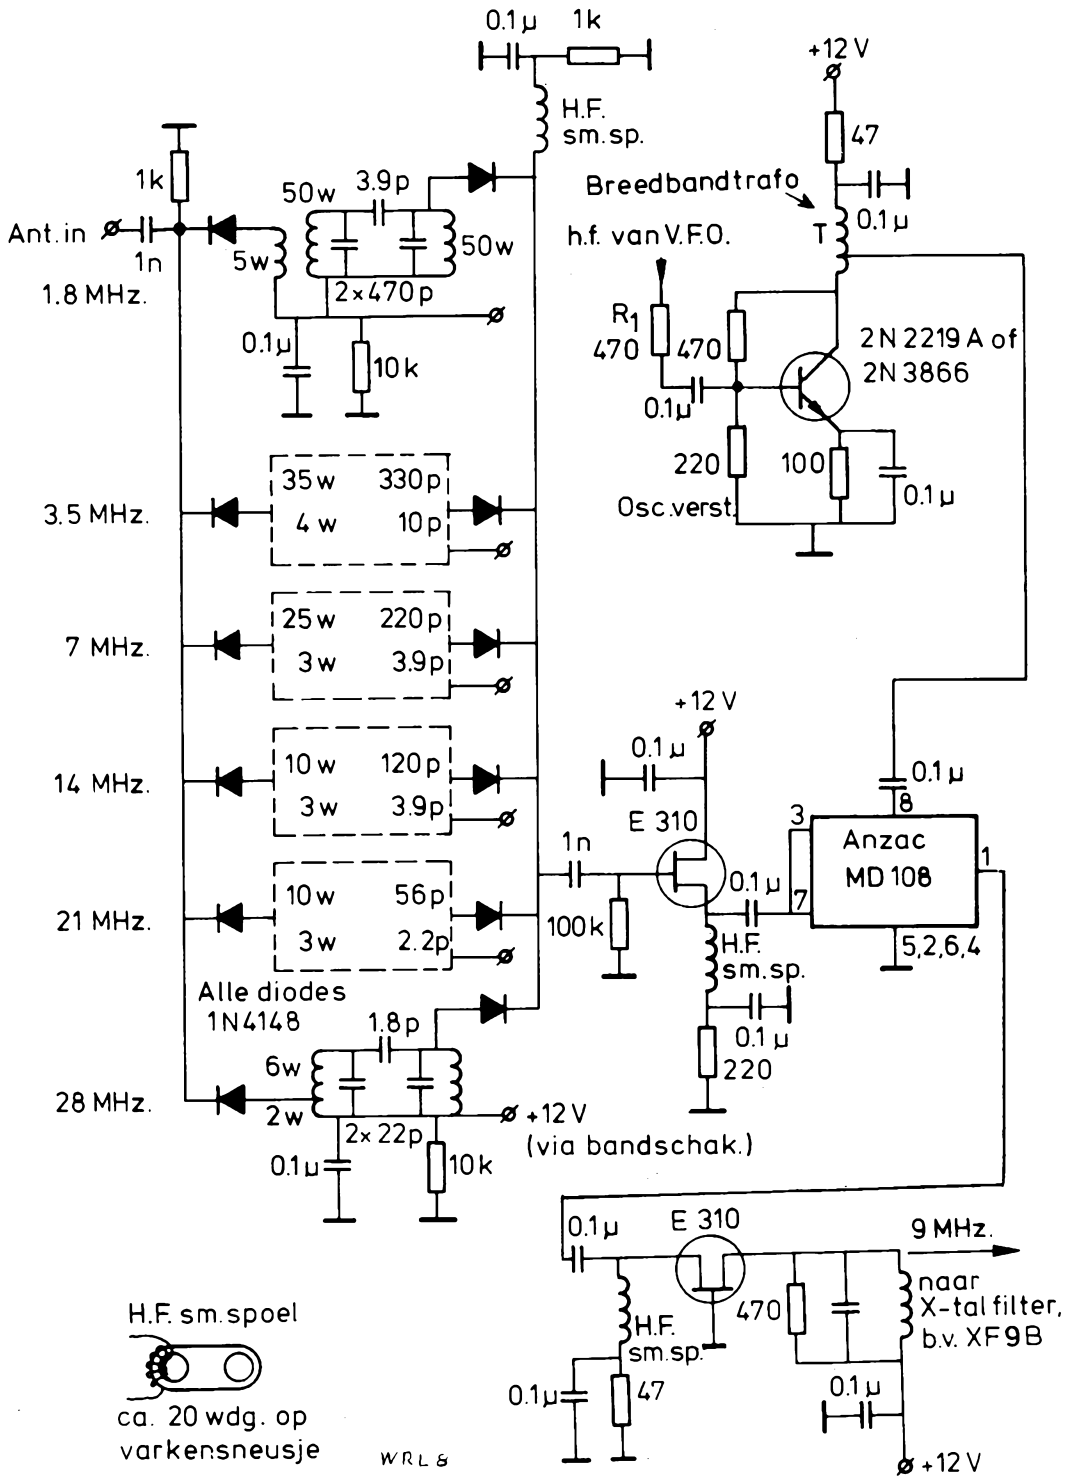 0.1µ
1k
H.F.
sm.sp.
+12 V
47
0.1µ
Breedbandtrafo
T
h.f. van V.F.O.
1k
Ant.in
1n
1.8 MHz.
5w
50w
3.9p
50w
2×470p
0.1µ
10k
R1
470
470
0.1µ
2N 2219 A of
2N 3866
220
100
0.1µ
Osc.verst.
3.5 MHz.
35w 330p
4w 10p
7 MHz.
25w 220p
3w 3.9p
14 MHz.
10w 120p
3w 3.9p
21 MHz.
10w 56p
3w 2.2p
Alle diodes
1N4148
28 MHz.
6w
2w
1.8p
2×22p
0.1µ
10k
+12 V
(via bandschak.)
+12 V
0.1µ
E 310
1n
100k
0.1µ
H.F.
sm.sp.
0.1µ
220
0.1µ
8
3
7
Anzac
MD 108
1
5,2,6,4
0.1µ
E 310
9 MHz.
naar
X-tal filter,
b.v. XF9B
470
H.F.
sm.sp.
0.1µ
47
0.1µ
+12 V
H.F. sm.spoel
ca. 20 wdg. op
varkensneusje
WRL8